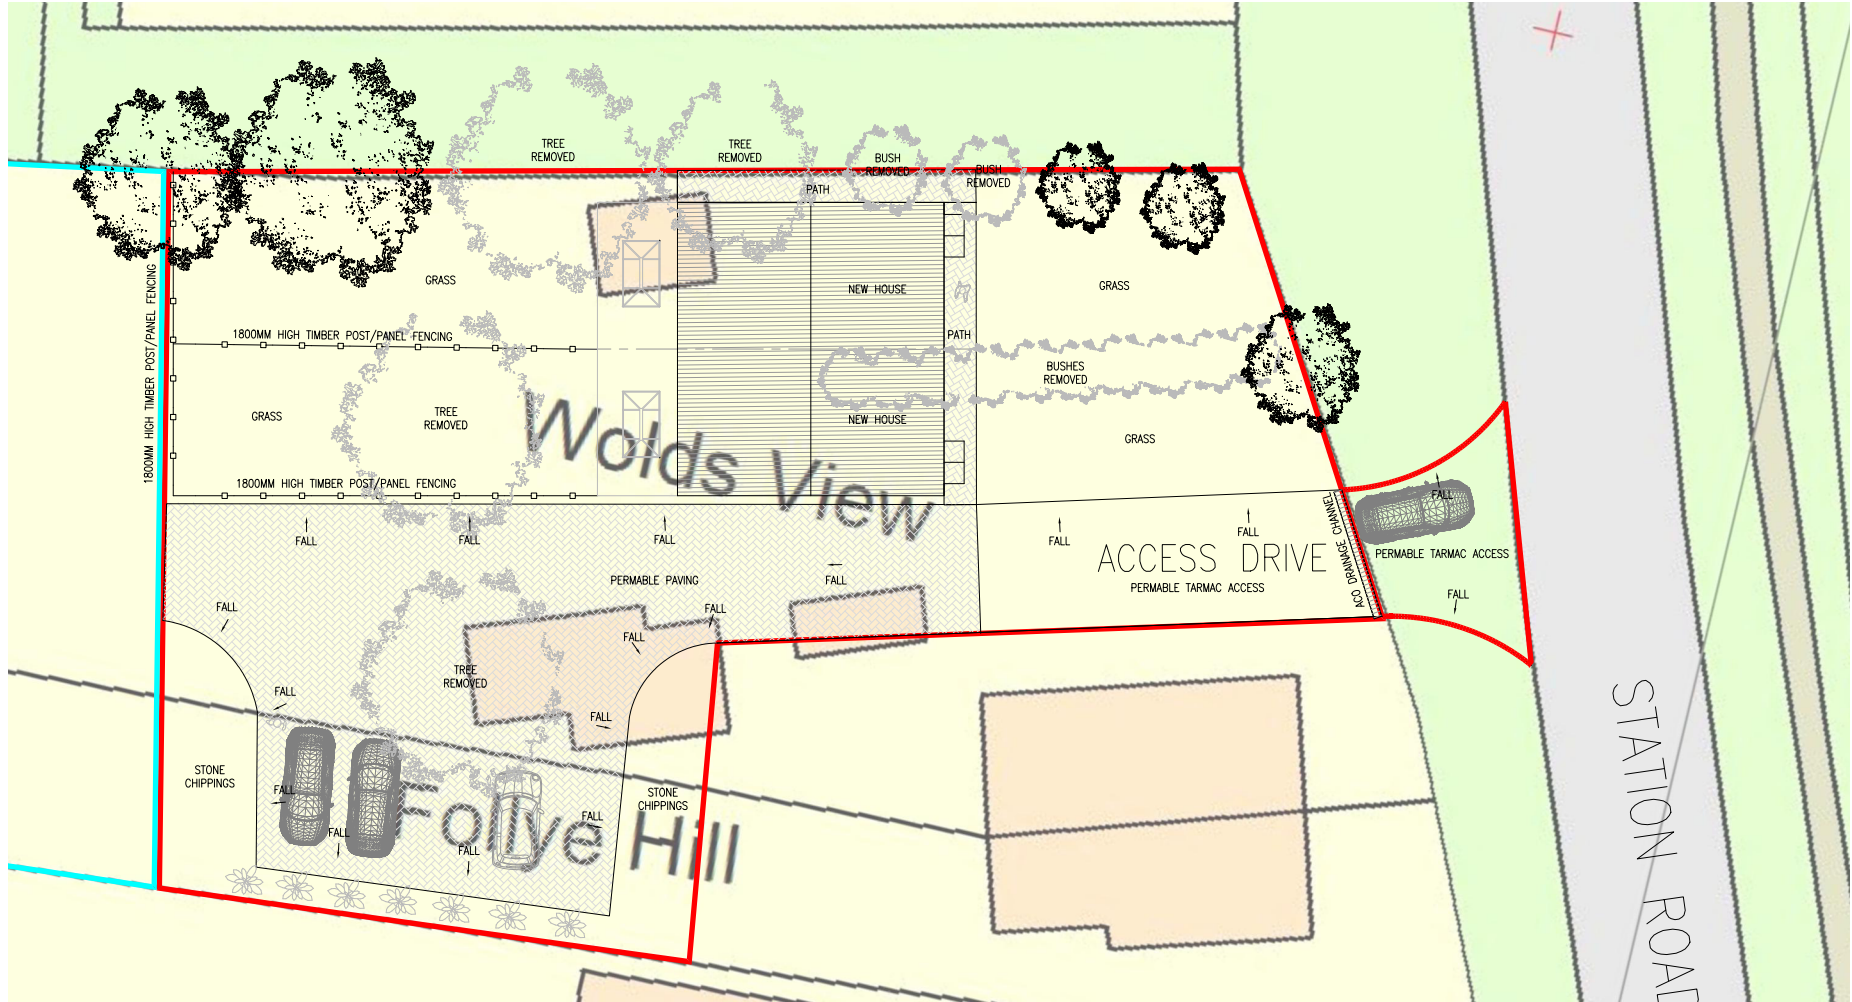 TREE
REMOVED
TREE
REMOVED
BUSH
REMOVED
BUSH
REMOVED
PATH
1800MM HIGH TIMBER POST/PANEL FENCING
GRASS
NEW HOUSE
GRASS
1800MM HIGH TIMBER POST/PANEL FENCING
PATH
BUSHES
REMOVED
GRASS
TREE
REMOVED
NEW HOUSE
GRASS
Wolds View
1800MM HIGH TIMBER POST/PANEL FENCING
FALL
FALL
FALL
FALL
FALL
FALL
FALL
ACO DRAINAGE CHANNEL
ACCESS DRIVE
PERMABLE TARMAC ACCESS
PERMABLE TARMAC ACCESS
PERMABLE PAVING
FALL
FALL
FALL
FALL
FALL
TREE
REMOVED
FALL
FALL
STONE
CHIPPINGS
STONE
CHIPPINGS
FALL
FALL
FALL
FALL
Follye Hill
STATION ROAD